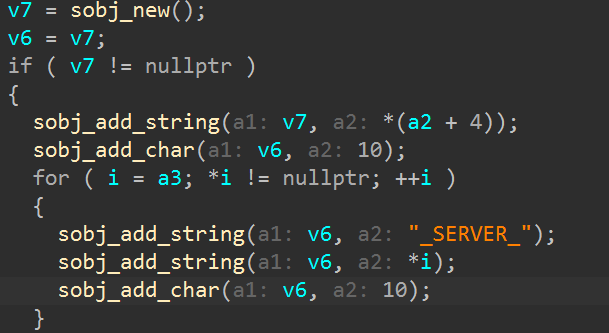 v7 = sobj_new();
v6 = v7;
if ( v7 != nullptr )
{
sobj_add_string(a1: v7, a2: *(a2 + 4));
sobj_add_char(a1: v6, a2: 10);
for ( i = a3; *i != nullptr; ++i )
{
sobj_add_string(a1: v6, a2: "_SERVER_");
sobj_add_string(a1: v6, a2: *i);
sobj_add_char(a1: v6, a2: 10);
}